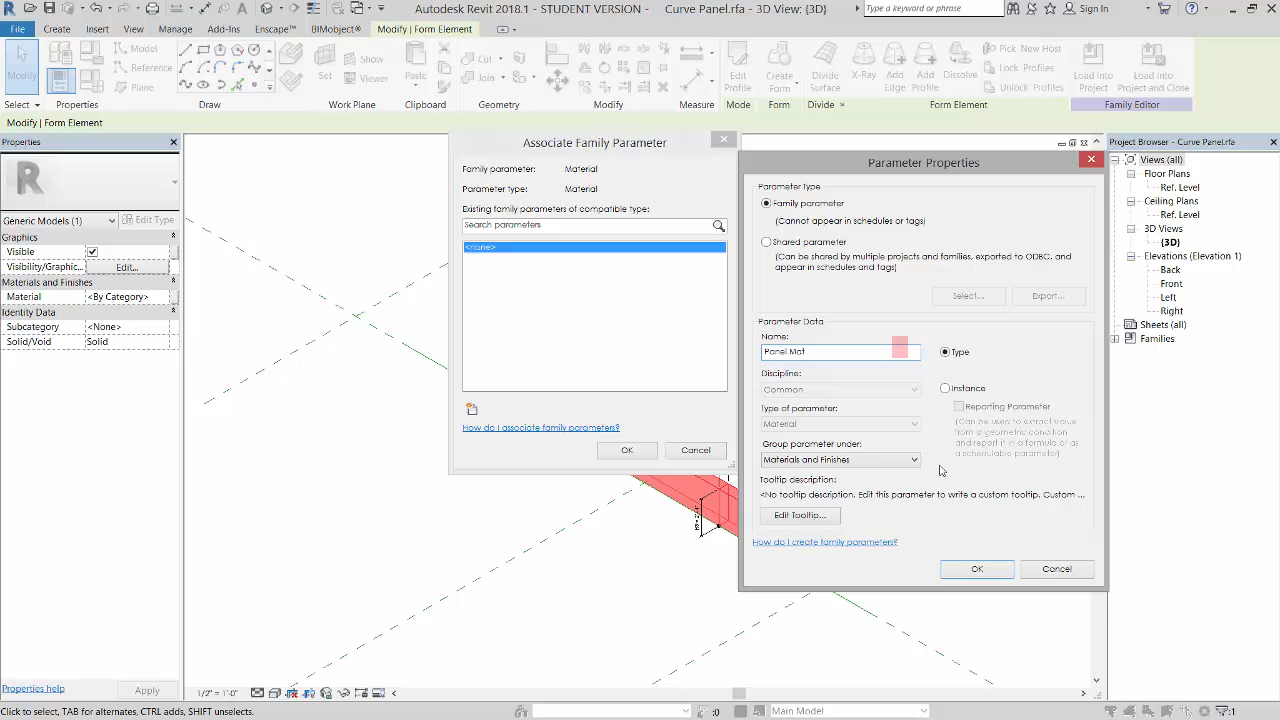 Autodesk Revit 2018.1 - STUDENT VERSION - Curve Panel.rfa - 3D View: {3D}
Type a keyword or phrase
Sign In
File Create Insert View Manage Add-Ins Enscape™ BIMobject® Modify | Form Element
Modify
Model
Reference
Plane
Set
Show
Viewer
Paste
Cut
Join
Edit Profile
Create Form
Divide Surface
X-Ray
Add Edge
Add Profile
Dissolve
Pick New Host
Lock Profiles
Unlock Profiles
Load into Project
Load into Project and Close
Select Properties Draw Work Plane Clipboard Geometry Modify Measure Mode Form Divide Form Element Family Editor
Modify | Form Element
Properties
Generic Models (1)
Edit Type
Graphics
Visible
Visibility/Graphic... Edit...
Materials and Finishes
Material <By Category>
Identity Data
Subcategory <None>
Solid/Void Solid
Properties help
Apply
Associate Family Parameter
Family parameter: Material
Parameter type: Material
Existing family parameters of compatible type:
Search parameters
<none>
How do I associate family parameters?
OK Cancel
Parameter Properties
Parameter Type
Family parameter
(Cannot appear in schedules or tags)
Shared parameter
(Can be shared by multiple projects and families, exported to ODBC, and
appear in schedules and tags)
Select... Export...
Parameter Data
Name:
Panel Mat
Type
Discipline:
Common
Instance
Reporting Parameter
(Can be used to extract value
from a geometric condition
and report it in a formula or as
a schedulable parameter)
Type of parameter:
Material
Group parameter under:
Materials and Finishes
Tooltip description:
<No tooltip description. Edit this parameter to write a custom tooltip. Custom ...
Edit Tooltip...
How do I create family parameters?
OK Cancel
Project Browser - Curve Panel.rfa
Views (all)
Floor Plans
Ref. Level
Ceiling Plans
Ref. Level
3D Views
{3D}
Elevations (Elevation 1)
Back
Front
Left
Right
Sheets (all)
Families
1/2" = 1'-0"
Click to select, TAB for alternates, CTRL adds, SHIFT unselects.
:0
Main Model
:1